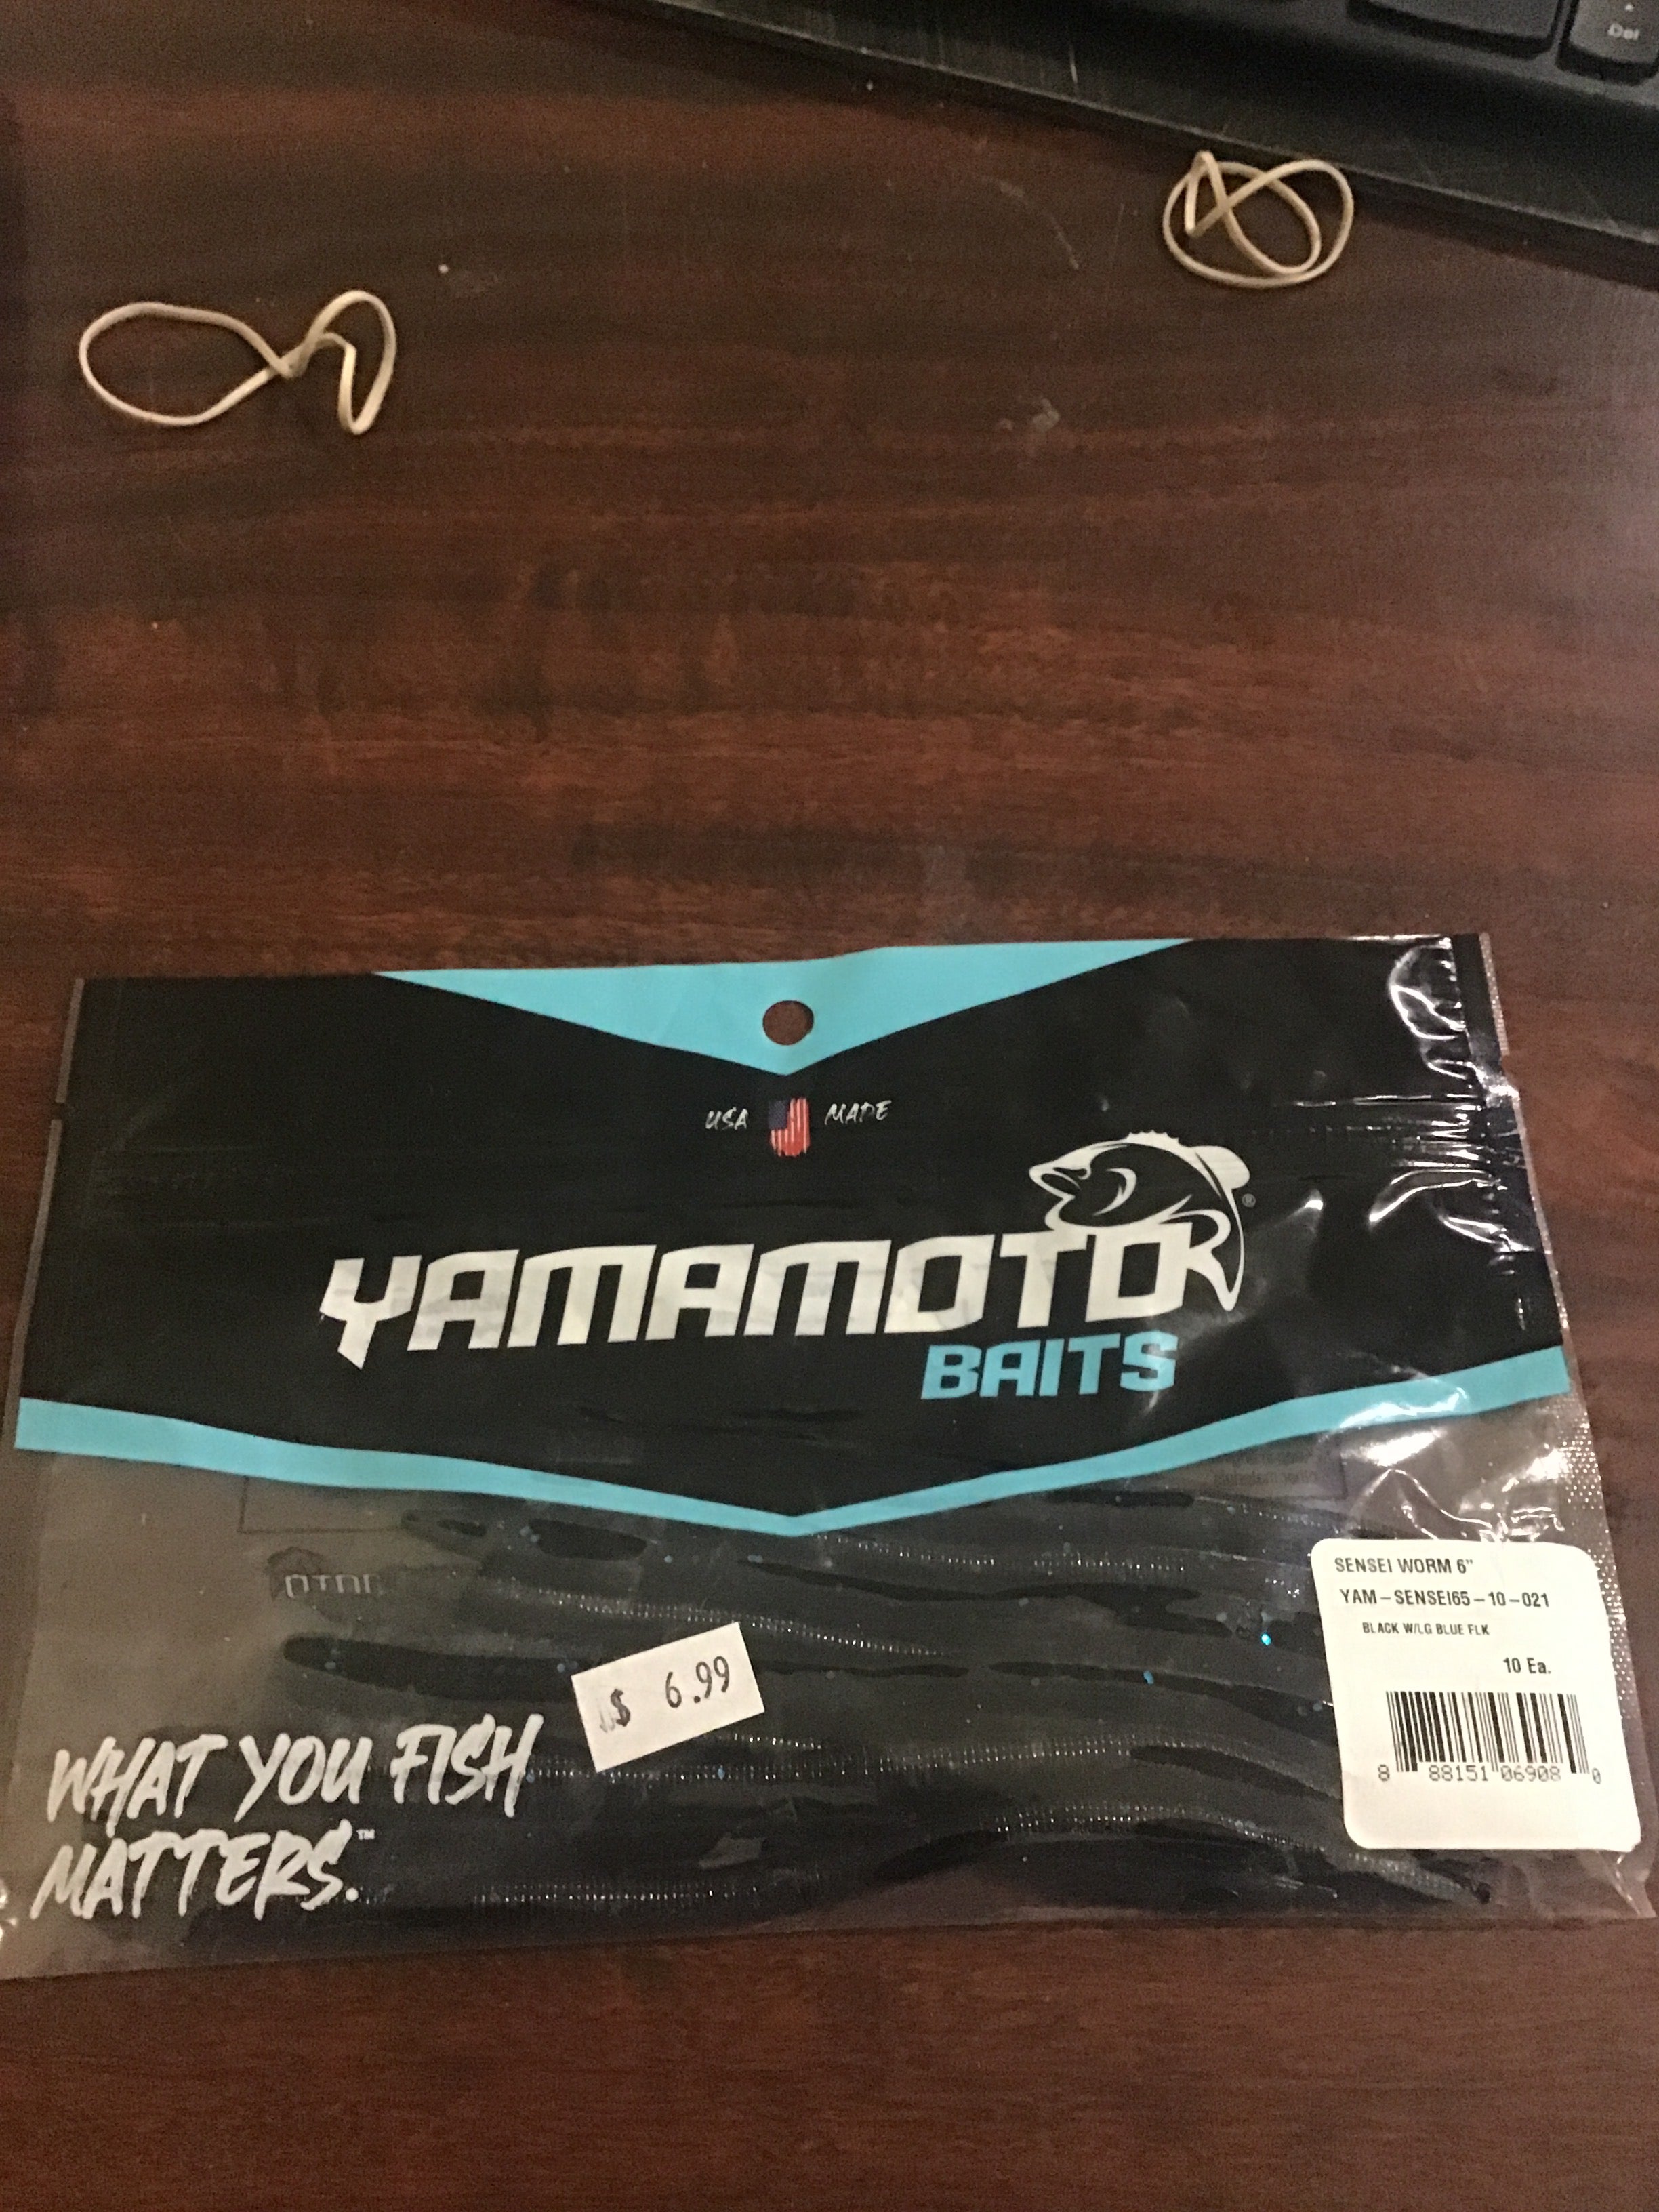 Del
USA MADE
YAMAMOTO
®
BAITS
SENSEI WORM 6"
YAM-SENSEI65-10-021
BLACK W/LG BLUE FLK
10 Ea.
8 88151 06908 0
$ 6.99
WHAT YOU FISH
MATTERS.™